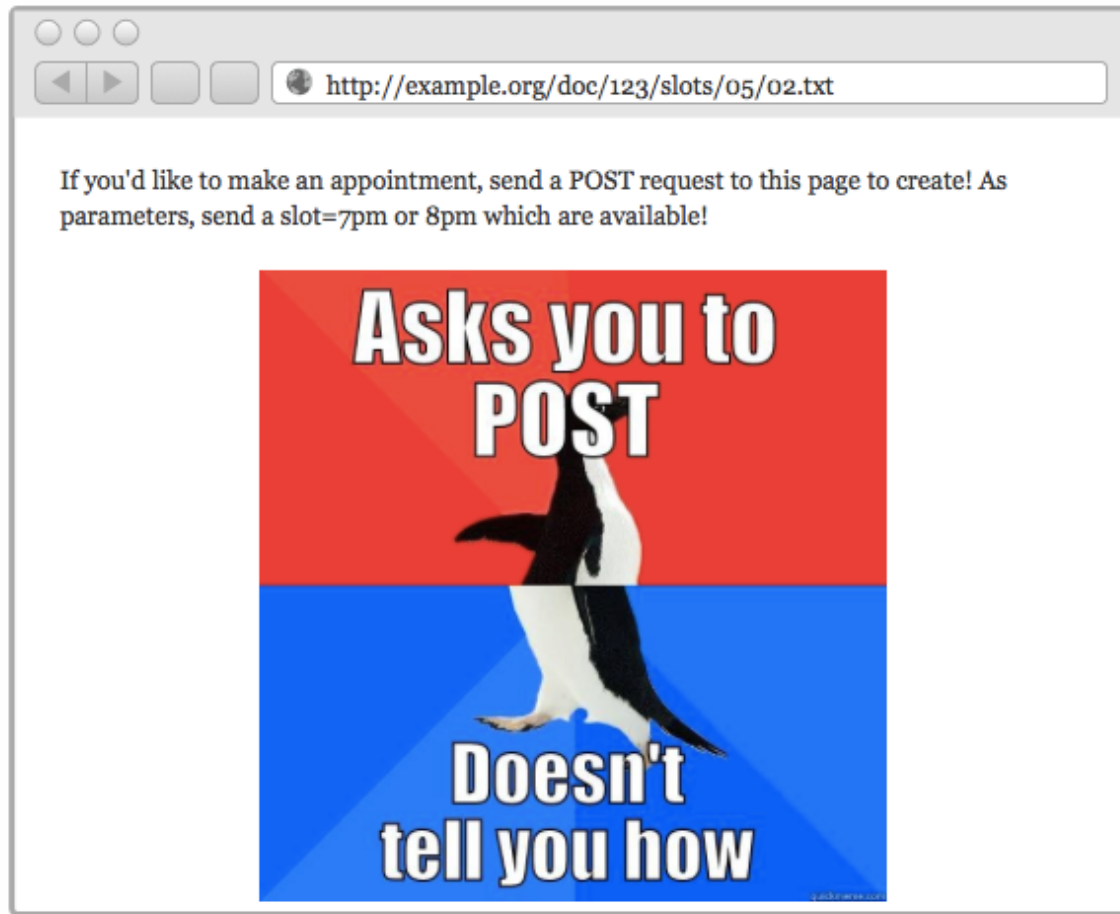 http://example.org/doc/123/slots/05/02.txt
If you'd like to make an appointment, send a POST request to this page to create! As
parameters, send a slot=7pm or 8pm which are available!
Asks you to
POST
Doesn't
tell you how
quickmeme.com